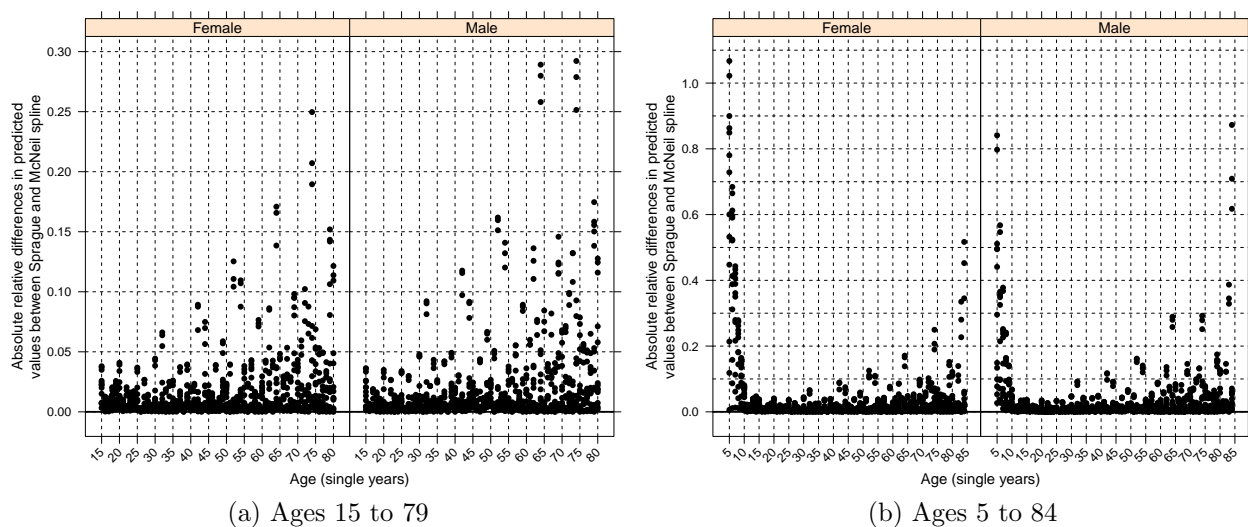 Female Male
Absolute relative differences in predicted
values between Sprague and McNeil spline
0.30
0.25
0.20
0.15
0.10
0.05
0.00
15 20 25 30 35 40 45 50 55 60 65 70 75 80 15 20 25 30 35 40 45 50 55 60 65 70 75 80
Age (single years)
(a) Ages 15 to 79
Female Male
Absolute relative differences in predicted
values between Sprague and McNeil spline
1.0
0.8
0.6
0.4
0.2
0.0
5 10 15 20 25 30 35 40 45 50 55 60 65 70 75 80 85 5 10 15 20 25 30 35 40 45 50 55 60 65 70 75 80 85
Age (single years)
(b) Ages 5 to 84